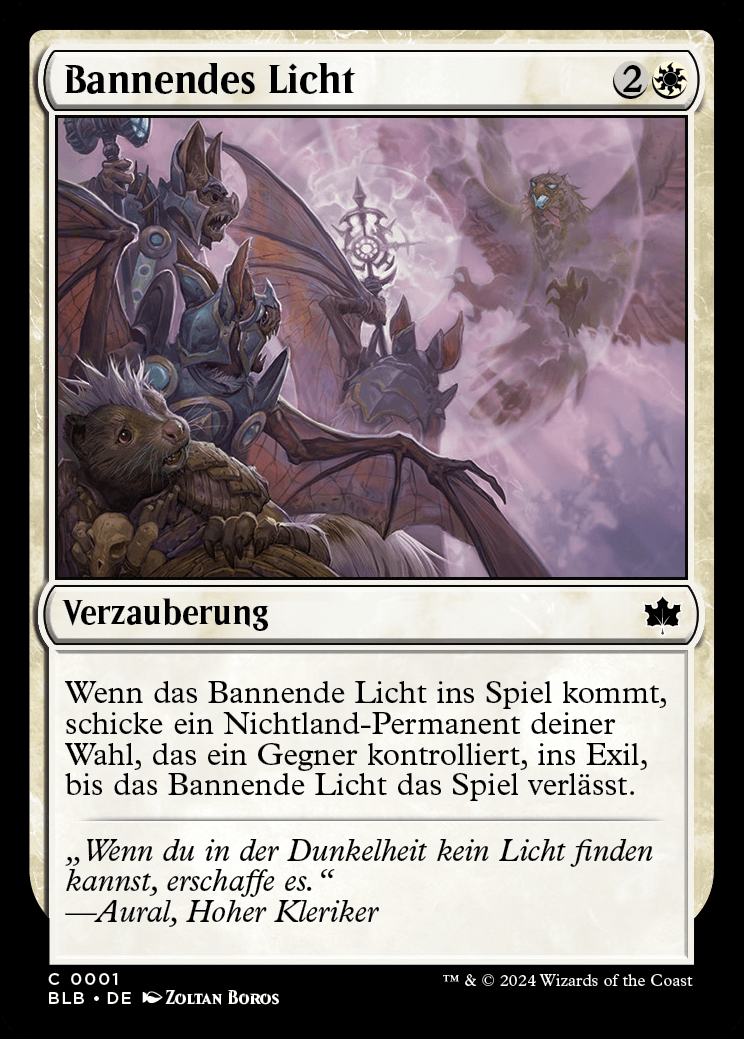 Bannendes Licht
2
Verzauberung
Wenn das Bannende Licht ins Spiel kommt,
schicke ein Nichtland-Permanent deiner
Wahl, das ein Gegner kontrolliert, ins Exil,
bis das Bannende Licht das Spiel verlässt.
„Wenn du in der Dunkelheit kein Licht finden
kannst, erschaffe es.“
—Aural, Hoher Kleriker
C 0001
BLB • DE Zoltan Boros
™ & © 2024 Wizards of the Coast